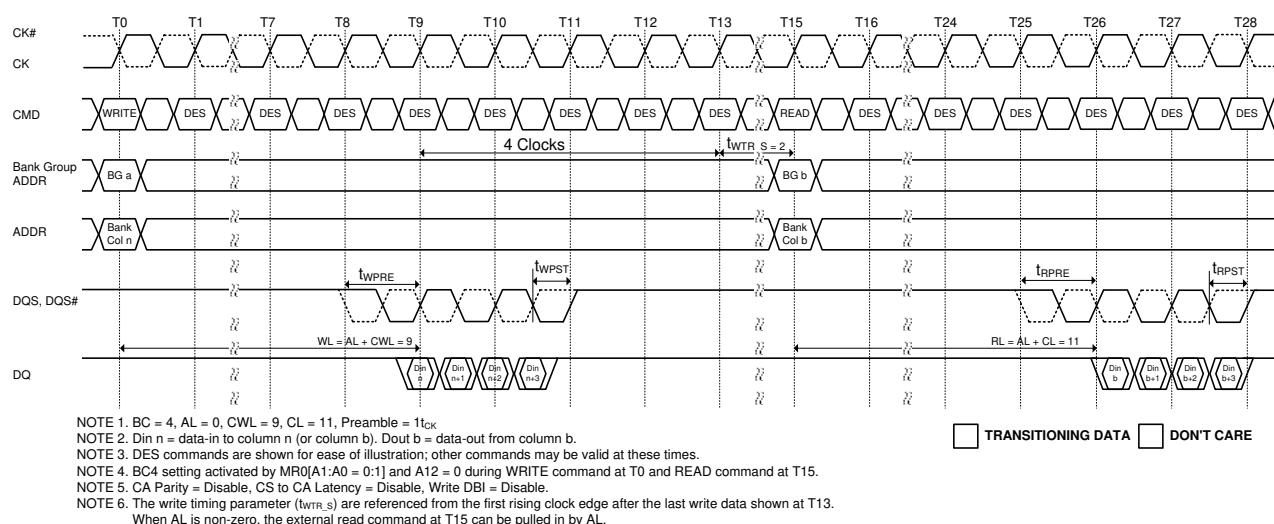 T0 T1 T7 T8 T9 T10 T11 T12 T13 T15 T16 T24 T25 T26 T27 T28
CK#
CK
CMD WRITE DES DES DES DES DES DES DES DES READ DES DES DES DES DES DES
4 Clocks tWTR_S = 2
Bank Group
ADDR
BG a BG b
ADDR
Bank
Col n
Bank
Col b
tWPRE tWPST tRPRE tRPST
DQS, DQS#
WL = AL + CWL = 9 RL = AL + CL = 11
DQ
Din
n
Din
n+1
Din
n+2
Din
n+3
Din
b
Din
b+1
Din
b+2
Din
b+3
NOTE 1. BC = 4, AL = 0, CWL = 9, CL = 11, Preamble = 1tCK
NOTE 2. Din n = data-in to column n (or column b). Dout b = data-out from column b.
NOTE 3. DES commands are shown for ease of illustration; other commands may be valid at these times.
NOTE 4. BC4 setting activated by MR0[A1:A0 = 0:1] and A12 = 0 during WRITE command at T0 and READ command at T15.
NOTE 5. CA Parity = Disable, CS to CA Latency = Disable, Write DBI = Disable.
NOTE 6. The write timing parameter (tWTR_S) are referenced from the first rising clock edge after the last write data shown at T13.
When AL is non-zero, the external read command at T15 can be pulled in by AL.
TRANSITIONING DATA DON'T CARE